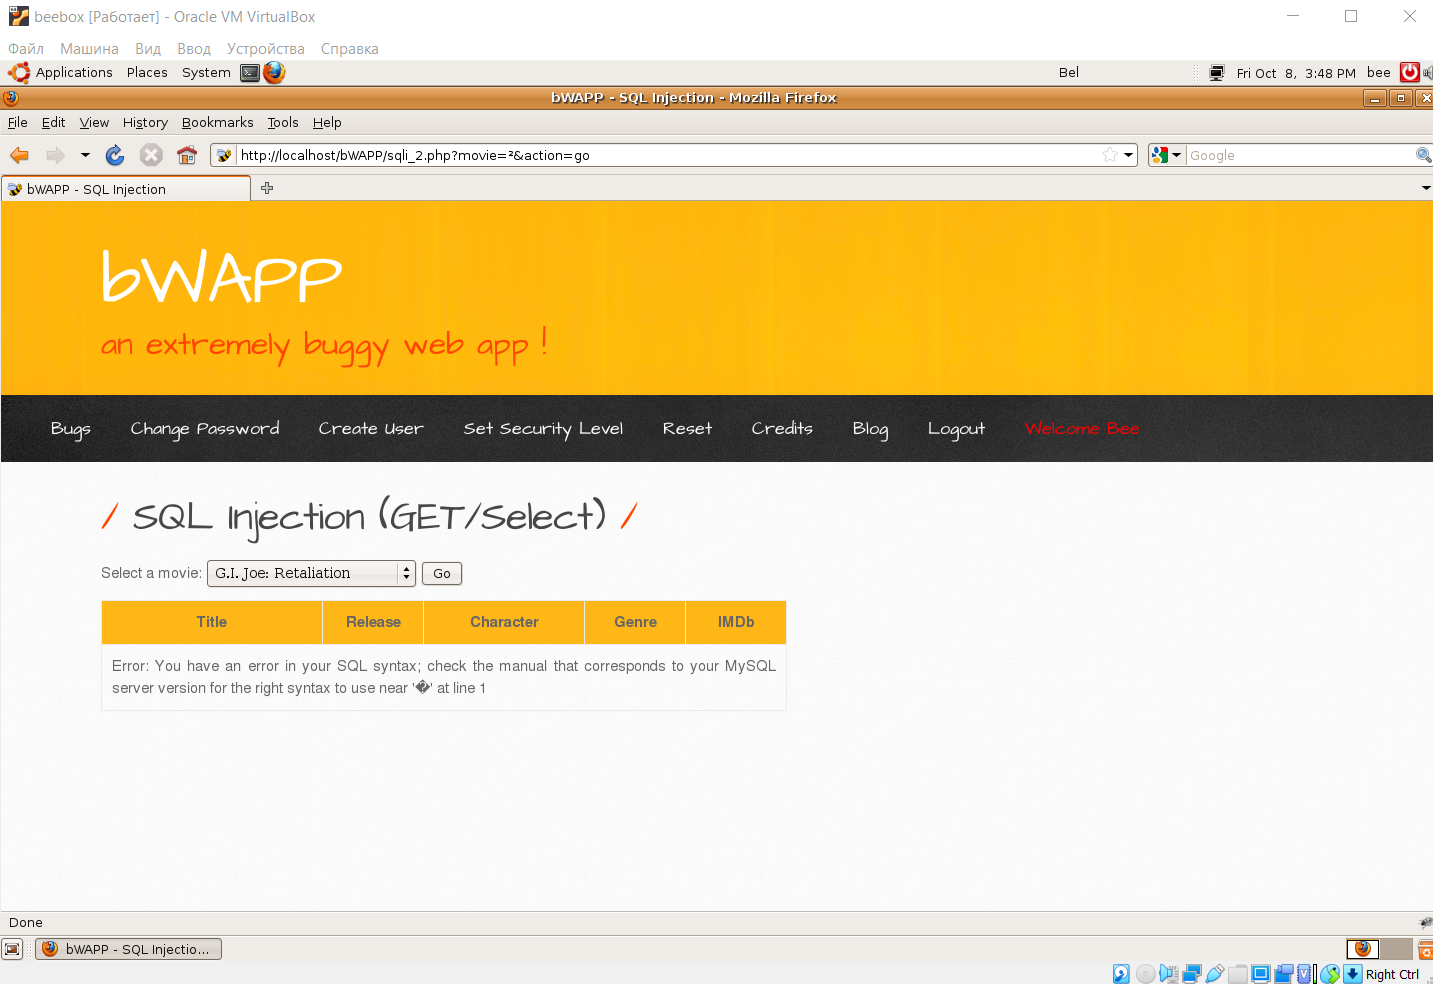 beebox [Работает] - Oracle VM VirtualBox
Файл Машина Вид Ввод Устройства Справка
Applications Places System Bel Fri Oct 8, 3:48 PM bee
bWAPP - SQL Injection - Mozilla Firefox
File Edit View History Bookmarks Tools Help
http://localhost/bWAPP/sqli_2.php?movie=²&action=go Google
bWAPP - SQL Injection
bWAPP
an extremely buggy web app !
Bugs Change Password Create User Set Security Level Reset Credits Blog Logout Welcome Bee
/ SQL Injection (GET/Select) /
Select a movie: G.I. Joe: Retaliation Go
Title Release Character Genre IMDb
Error: You have an error in your SQL syntax; check the manual that corresponds to your MySQL
server version for the right syntax to use near '�' at line 1
Done
bWAPP - SQL Injectio...
Right Ctrl